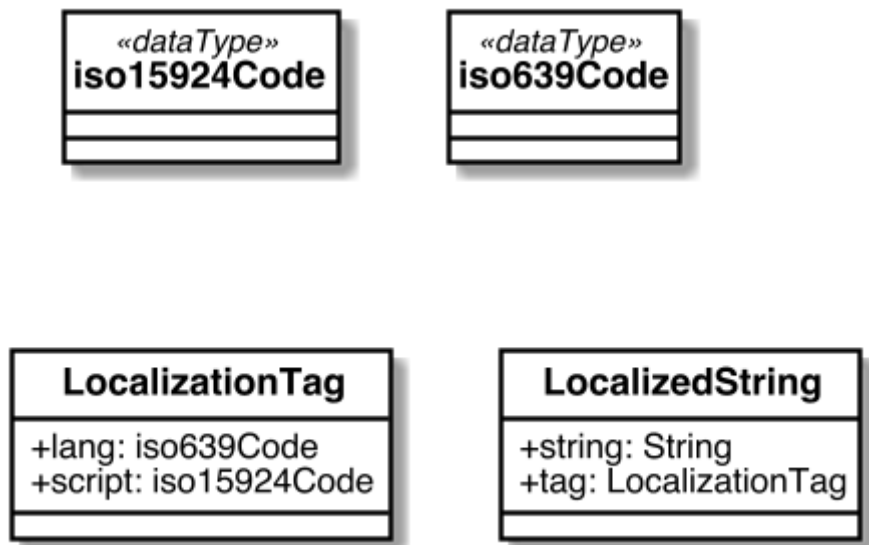 «dataType»
iso15924Code
«dataType»
iso639Code
LocalizationTag
+lang: iso639Code
+script: iso15924Code
LocalizedString
+string: String
+tag: LocalizationTag